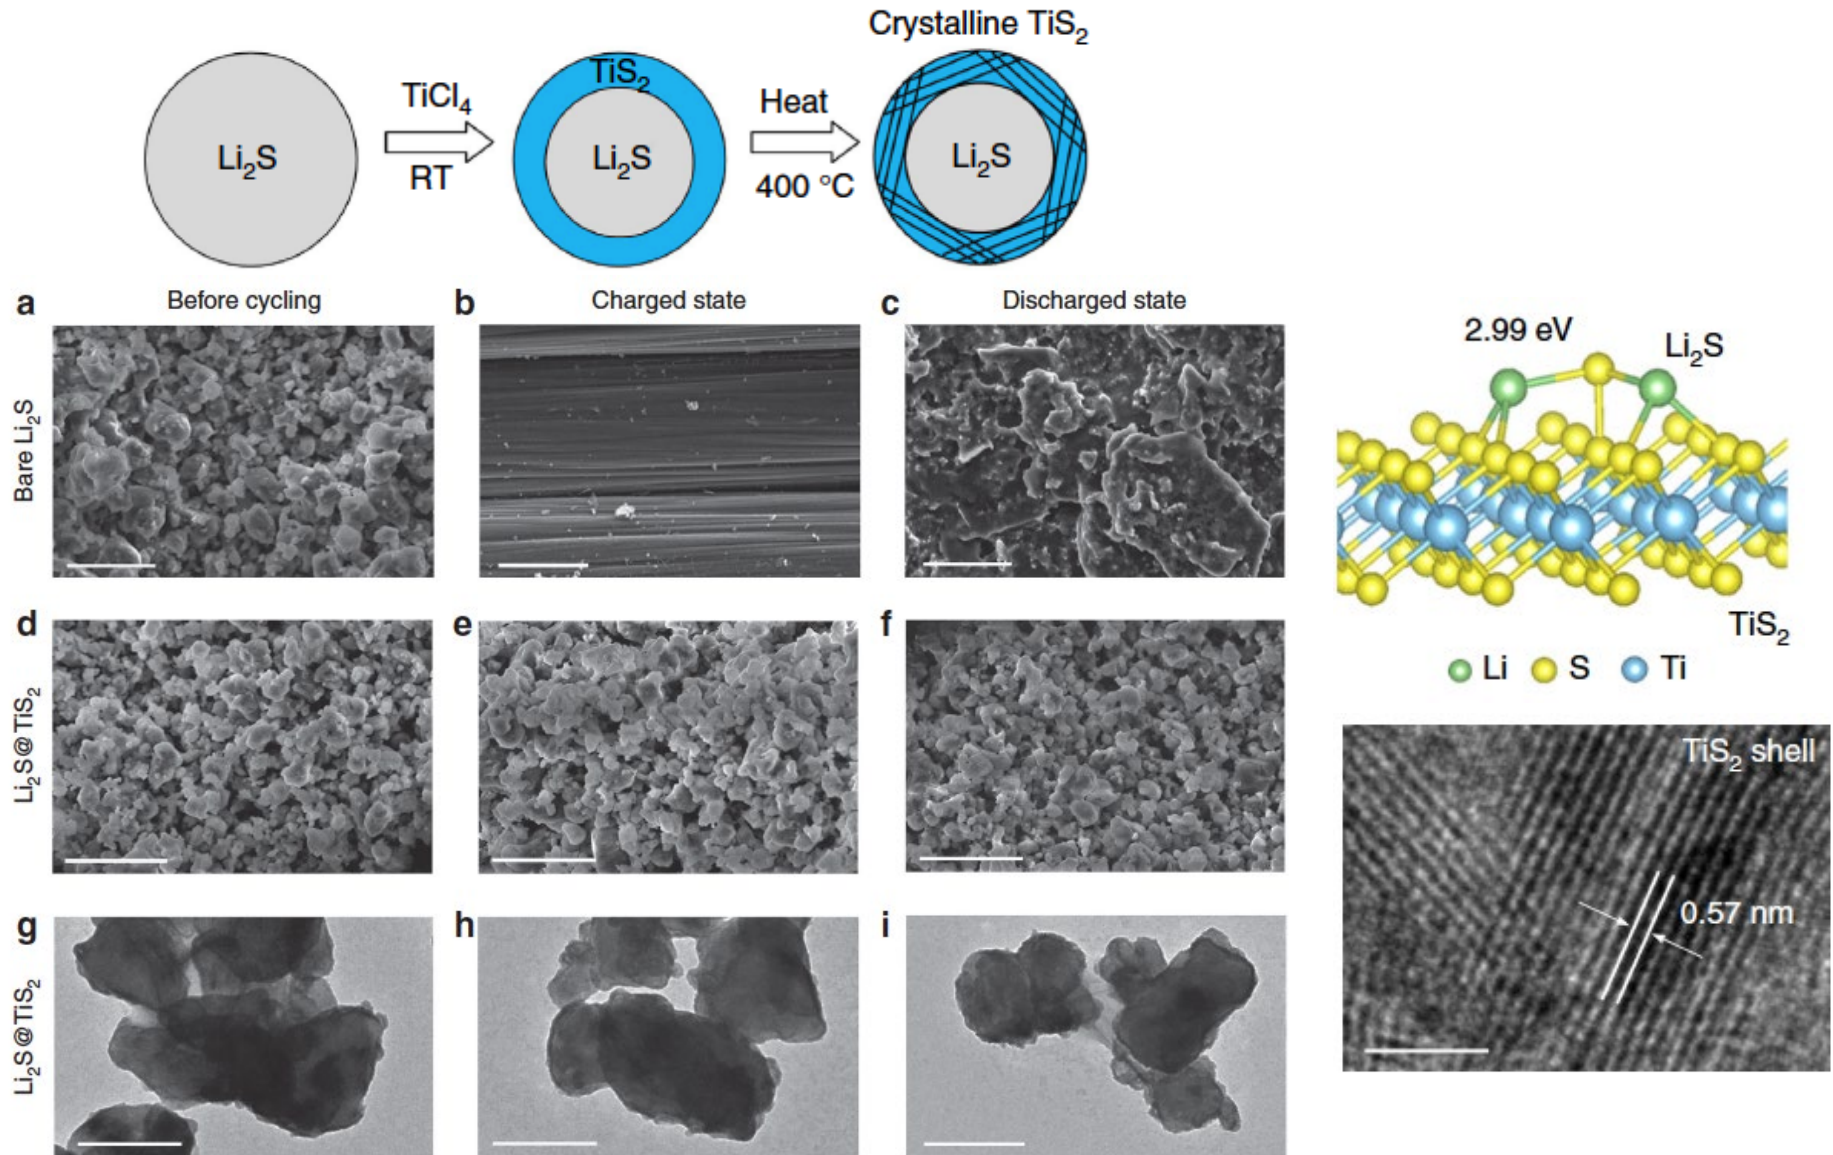 Crystalline TiS₂
TiCl₄
RT
Heat
400 °C
Li₂S
TiS₂
Li₂S
Li₂S
a
Before cycling
b
Charged state
c
Discharged state
Bare Li₂S
d
e
f
Li₂S@TiS₂
g
h
i
Li₂S@TiS₂
2.99 eV
Li₂S
TiS₂
Li
S
Ti
TiS₂ shell
0.57 nm